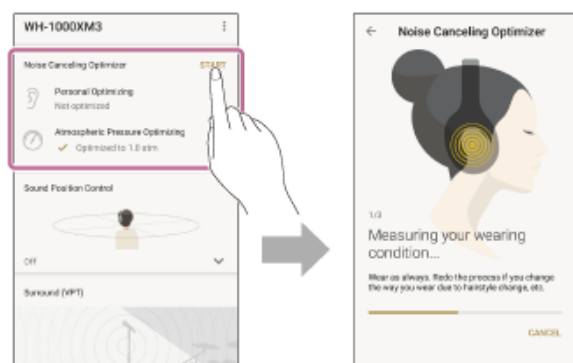 WH-1000XM3
Noise Canceling Optimizer
START
Personal Optimizing
Not optimized
Atmospheric Pressure Optimizing
Optimized to 1.0 atm
Sound Position Control
Off
Surround (VPT)
Noise Canceling Optimizer
1/3
Measuring your wearing
condition...
Wear as always. Redo the process if you change
the way you wear due to hairstyle change, etc.
CANCEL